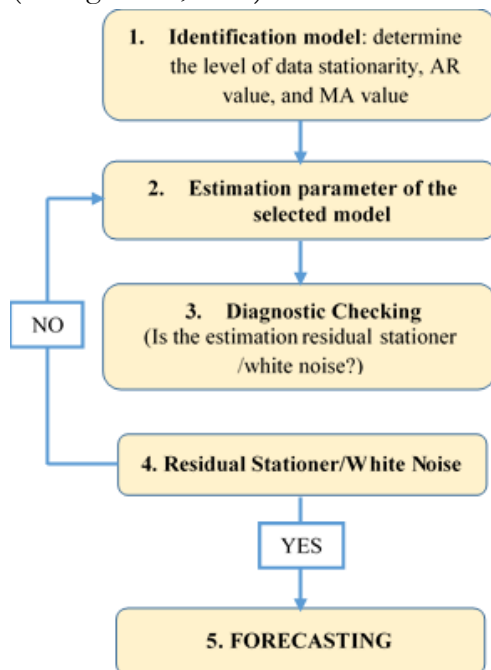 1. Identification model: determine
the level of data stationarity, AR
value, and MA value
2. Estimation parameter of the
selected model
3. Diagnostic Checking
(Is the estimation residual stationer
/white noise?)
NO
4. Residual Stationer/White Noise
YES
5. FORECASTING